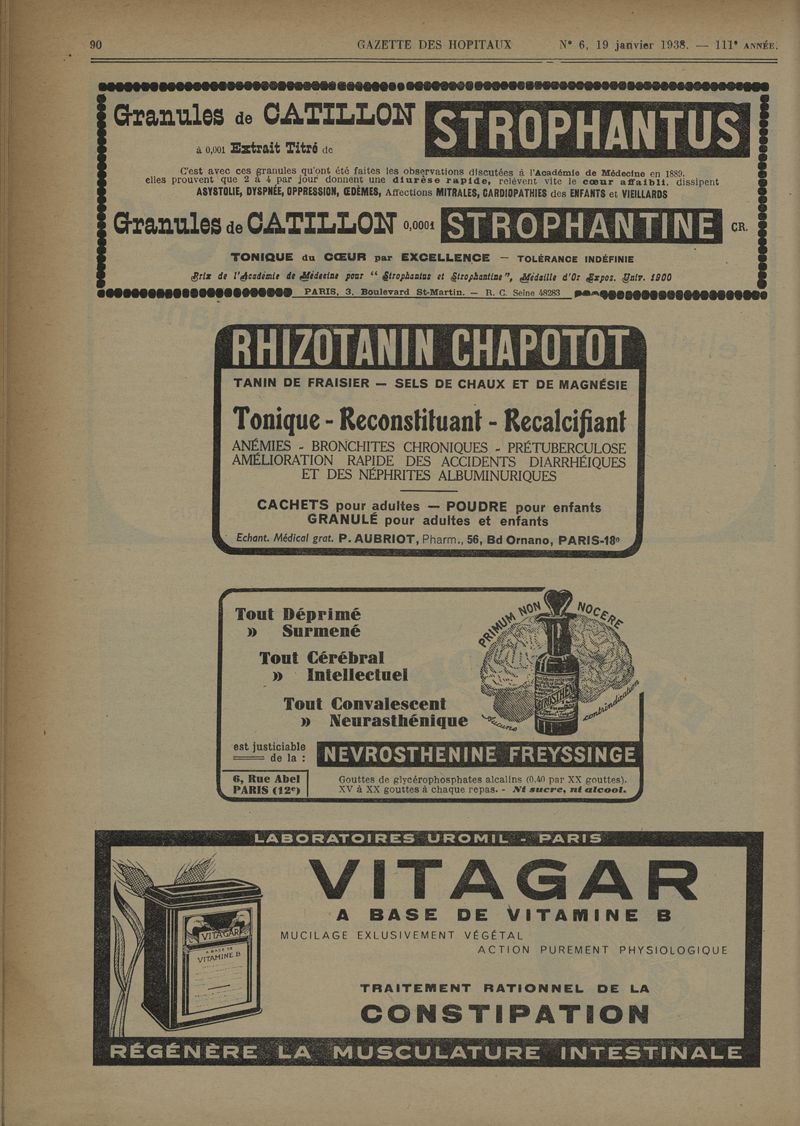 90 GAZETTE DES HOPITAUX N° 6, 19 janvier 1938. — 111e ANNÉE.
Granules de CATILLON STROPHANTUS
à 0,001 Extrait Titré de
C'est avec ces granules qu'ont été faites les observations discutées à l'Académie de Médecine en 1889.
elles prouvent que 2 à 4 par jour donnent une diurèse rapide, relèvent vite le cœur affaibli, dissipent
ASYSTOLIE, DYSPNÉE, OPPRESSION, ŒDÈMES, Affections MITRALES, CARDIOPATHIES des ENFANTS et VIEILLARDS
Granules de CATILLON 0,0001 STROPHANTINE CR.
TONIQUE du CŒUR par EXCELLENCE — TOLÉRANCE INDÉFINIE
Prix de l'Académie de Médecine pour "Strophantus et Strophantine", Médaille d'Or Expos. Univ. 1900
PARIS, 3, Boulevard St-Martin. — R. C. Seine 48283
RHIZOTANIN CHAPOTOT
TANIN DE FRAISIER — SELS DE CHAUX ET DE MAGNÉSIE
Tonique - Reconstituant - Recalcifiant
ANÉMIES - BRONCHITES CHRONIQUES - PRÉTUBERCULOSE
AMÉLIORATION RAPIDE DES ACCIDENTS DIARRHÉIQUES
ET DES NÉPHRITES ALBUMINURIQUES
CACHETS pour adultes — POUDRE pour enfants
GRANULÉ pour adultes et enfants
Echant. Médical grat. P. AUBRIOT, Pharm., 56, Bd Ornano, PARIS-18e
PRIMUM NON NOCERE
Tout Déprimé
» Surmené
Tout Cérébral
» Intellectuel
Tout Convalescent
» Neurasthénique
Aucune contrindication
est justiciable
de la :
NEVROSTHENINE FREYSSINGE
6, Rue Abel
PARIS (12e)
Gouttes de glycérophosphates alcalins (0,40 par XX gouttes).
XV à XX gouttes à chaque repas. - Ni sucre, ni alcool.
LABORATOIRES UROMIL - PARIS
VITAGAR
A BASE DE VITAMINE B
MUCILAGE EXLUSIVEMENT VÉGÉTAL
ACTION PUREMENT PHYSIOLOGIQUE
VITAGAR
A BASE DE
VITAMINE B
TRAITEMENT RATIONNEL DE LA
CONSTIPATION
RÉGÉNÈRE LA MUSCULATURE INTESTINALE